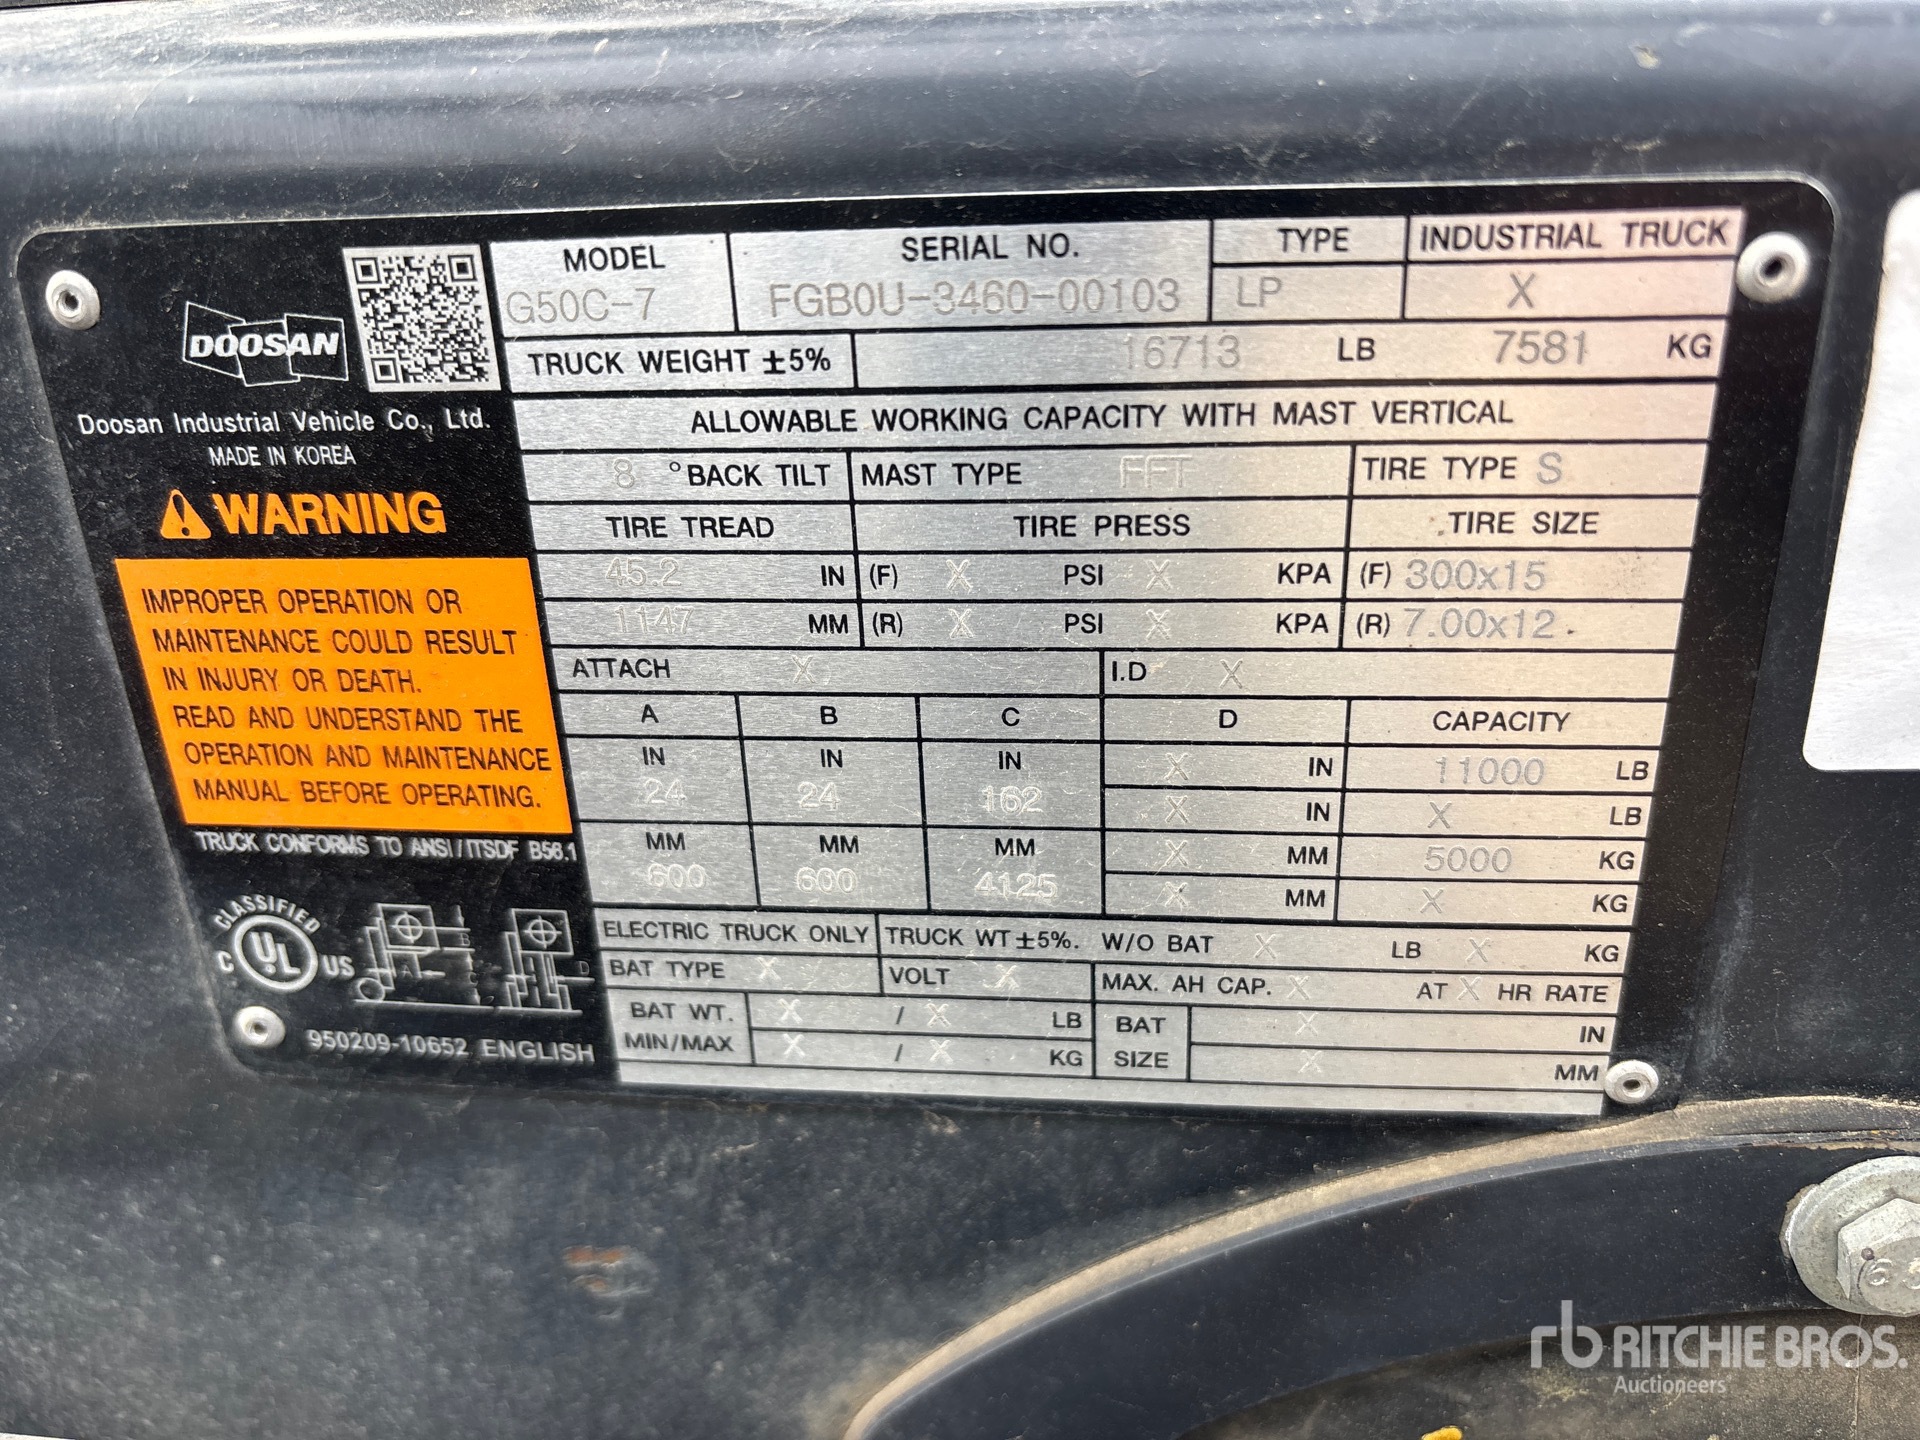 DOOSAN
Doosan Industrial Vehicle Co., Ltd.
MADE IN KOREA
WARNING
IMPROPER OPERATION OR
MAINTENANCE COULD RESULT
IN INJURY OR DEATH.
READ AND UNDERSTAND THE
OPERATION AND MAINTENANCE
MANUAL BEFORE OPERATING.
TRUCK CONFORMS TO ANSI/ITSDF B56.1
CLASSIFIED
C UL US
A B C D
950209-10652 ENGLISH
MODEL SERIAL NO. TYPE INDUSTRIAL TRUCK
G50C-7 FGB0U-3460-00103 LP X
TRUCK WEIGHT ±5% 16713 LB 7581 KG
ALLOWABLE WORKING CAPACITY WITH MAST VERTICAL
8 °BACK TILT MAST TYPE FFT TIRE TYPE S
TIRE TREAD TIRE PRESS TIRE SIZE
45.2 IN (F) X PSI X KPA (F) 300x15
1147 MM (R) X PSI X KPA (R) 7.00x12
ATTACH X I.D X
A B C D CAPACITY
IN IN IN X IN 11000 LB
24 24 162 X IN X LB
MM MM MM X MM 5000 KG
600 600 4125 X MM X KG
ELECTRIC TRUCK ONLY TRUCK WT ±5%. W/O BAT X LB X KG
BAT TYPE X VOLT X MAX. AH CAP. X AT X HR RATE
BAT WT. X / X LB BAT X IN
MIN/MAX X / X KG SIZE X MM
rb RITCHIE BROS.
Auctioneers